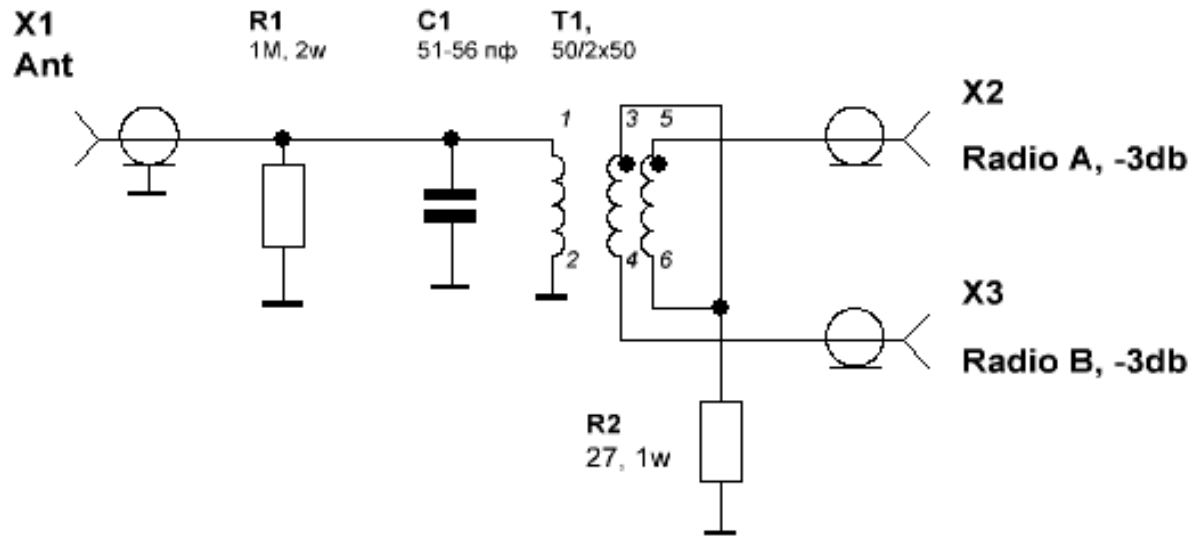 X1
Ant
R1
1M, 2w
C1
51-56 пф
T1,
50/2x50
1
2
3
5
4
6
X2
Radio A, -3db
X3
Radio B, -3db
R2
27, 1w